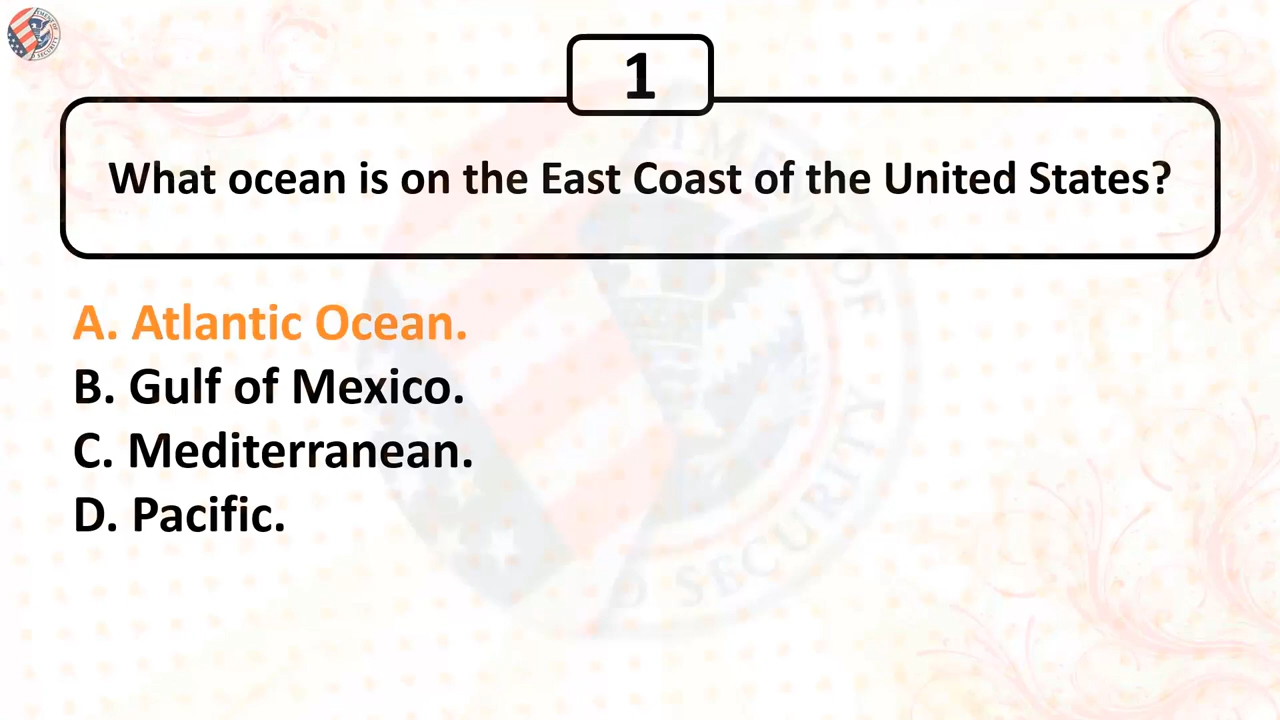 1
What ocean is on the East Coast of the United States?
A. Atlantic Ocean.
B. Gulf of Mexico.
C. Mediterranean.
D. Pacific.